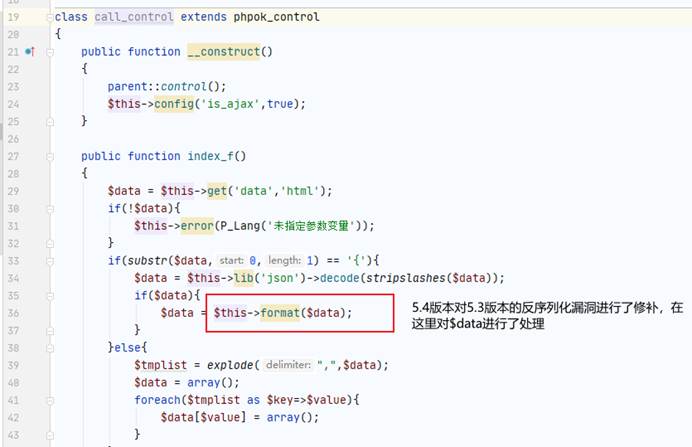 19 class call_control extends phpok_control
20 {
21 public function __construct()
22 {
23 parent::control();
24 $this->config('is_ajax',true);
25 }
26
27 public function index_f()
28 {
29 $data = $this->get('data','html');
30 if(!$data){
31 $this->error(P_Lang('未指定参数变量'));
32 }
33 if(substr($data, start: 0, length: 1) == '{'){
34 $data = $this->lib('json')->decode(stripslashes($data));
35 if($data){
36 $data = $this->format($data);
37 }
38 }else{
39 $tmplist = explode( delimiter: ",",$data);
40 $data = array();
41 foreach($tmplist as $key=>$value){
42 $data[$value] = array();
43 }
5.4版本对5.3版本的反序列化漏洞进行了修补，在
这里对$data进行了处理